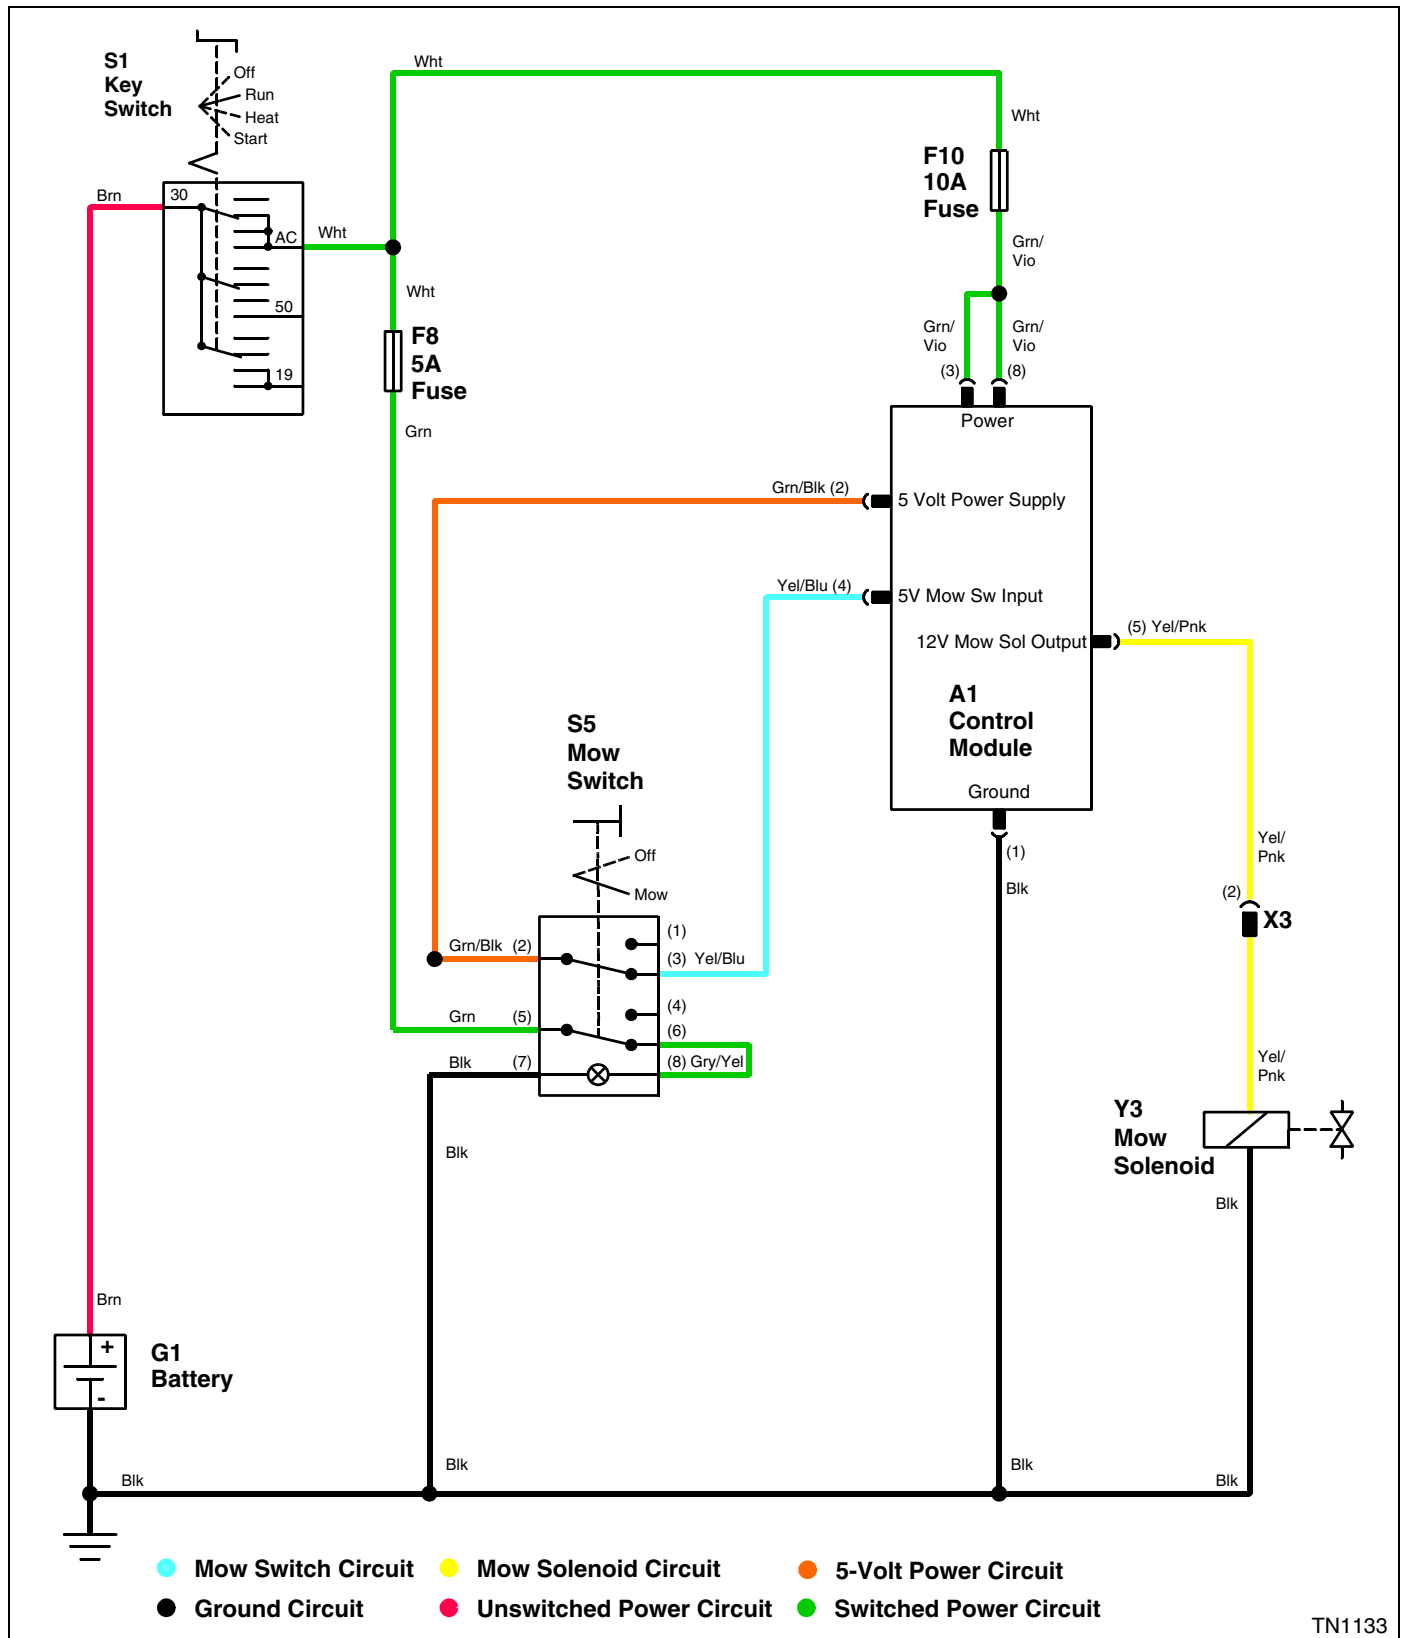 S1
Key
Switch
Off
Run
Heat
Start
Brn
30
AC
50
19
Wht
Wht
Wht
Wht
F8
5A
Fuse
Grn
F10
10A
Fuse
Grn/
Vio
Grn/
Vio
Grn/
Vio
(3)
(8)
Power
Grn/Blk (2)
5 Volt Power Supply
Yel/Blu (4)
5V Mow Sw Input
12V Mow Sol Output
(5) Yel/Pnk
A1
Control
Module
Ground
(1)
Blk
S5
Mow
Switch
Off
Mow
Grn/Blk (2)
(1)
(3) Yel/Blu
(4)
Grn (5)
(6)
Blk (7)
(8) Gry/Yel
Blk
Yel/
Pnk
(2)
X3
Yel/
Pnk
Y3
Mow
Solenoid
Blk
Brn
+
-
G1
Battery
Blk
Blk
Blk
Blk
Mow Switch Circuit
Mow Solenoid Circuit
5-Volt Power Circuit
Ground Circuit
Unswitched Power Circuit
Switched Power Circuit
TN1133